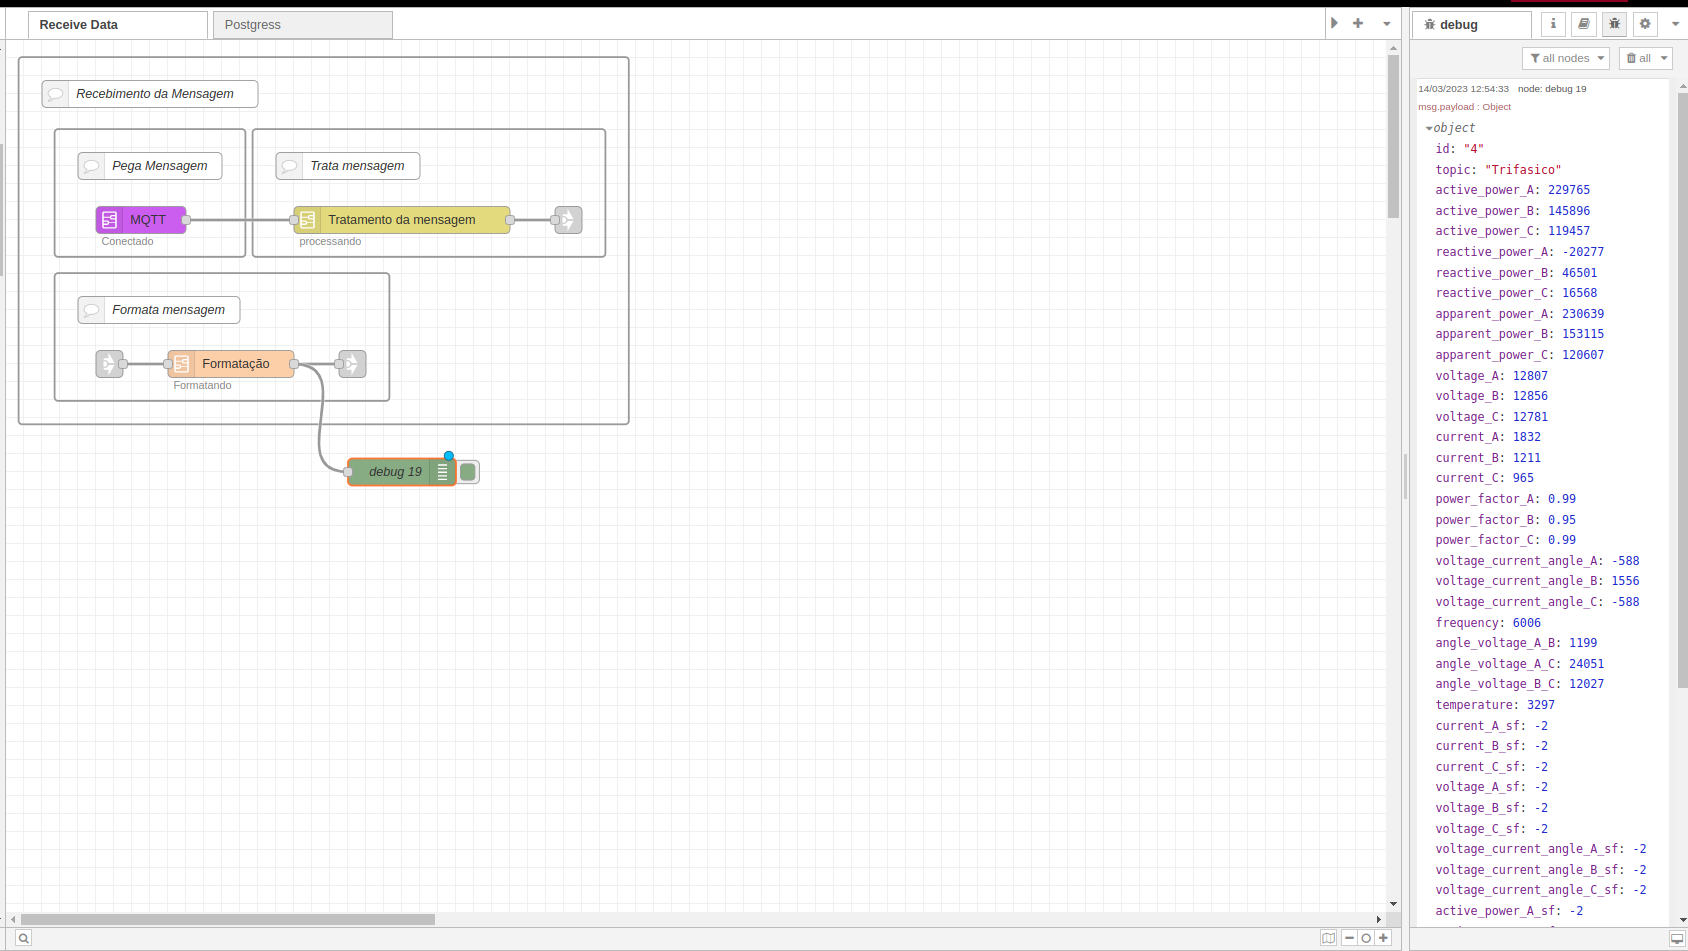 Receive Data
Postgress
Recebimento da Mensagem
Pega Mensagem
Trata mensagem
MQTT
Tratamento da mensagem
Conectado
processando
Formata mensagem
Formatação
Formatando
debug 19
debug
i
all nodes
all
14/03/2023 12:54:33 node: debug 19
msg.payload : Object
object
id: "4"
topic: "Trifasico"
active_power_A: 229765
active_power_B: 145896
active_power_C: 119457
reactive_power_A: -20277
reactive_power_B: 46501
reactive_power_C: 16568
apparent_power_A: 230639
apparent_power_B: 153115
apparent_power_C: 120607
voltage_A: 12807
voltage_B: 12856
voltage_C: 12781
current_A: 1832
current_B: 1211
current_C: 965
power_factor_A: 0.99
power_factor_B: 0.95
power_factor_C: 0.99
voltage_current_angle_A: -588
voltage_current_angle_B: 1556
voltage_current_angle_C: -588
frequency: 6006
angle_voltage_A_B: 1199
angle_voltage_A_C: 24051
angle_voltage_B_C: 12027
temperature: 3297
current_A_sf: -2
current_B_sf: -2
current_C_sf: -2
voltage_A_sf: -2
voltage_B_sf: -2
voltage_C_sf: -2
voltage_current_angle_A_sf: -2
voltage_current_angle_B_sf: -2
voltage_current_angle_C_sf: -2
active_power_A_sf: -2